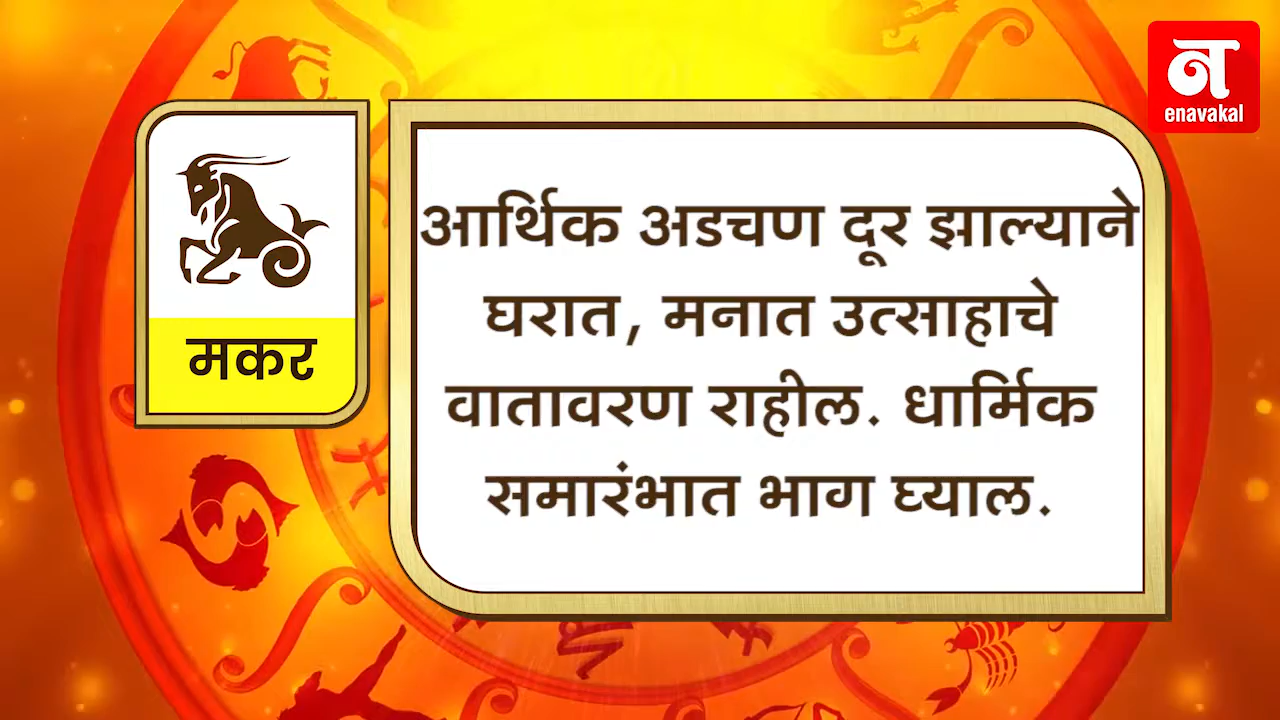 न
enavakal
मकर
आर्थिक अडचण दूर झाल्याने
घरात, मनात उत्साहाचे
वातावरण राहील. धार्मिक
समारंभात भाग घ्याल.